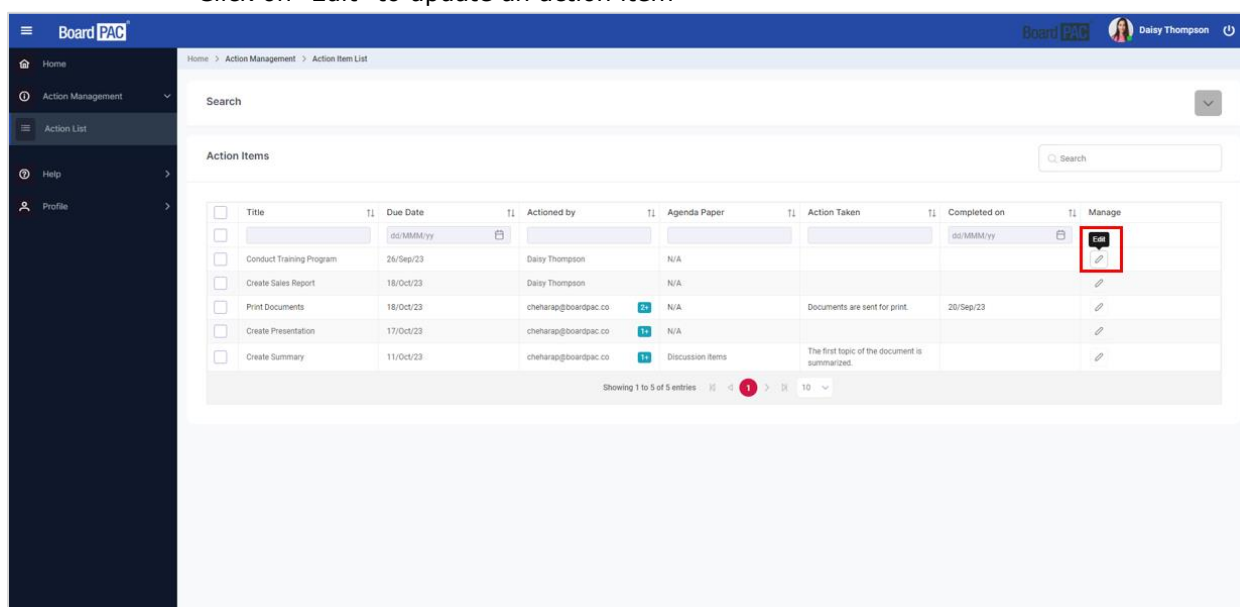 Click on "Edit" to update an action item
Board PAC
Board PAC
Daisy Thompson
Home
Action Management
Action List
Help
Profile
Home > Action Management > Action Item List
Search
Action Items
Search
Title Due Date Actioned by Agenda Paper Action Taken Completed on Manage
dd/MMM/yy dd/MMM/yy Edit
Conduct Training Program 26/Sep/23 Daisy Thompson N/A
Create Sales Report 18/Oct/23 Daisy Thompson N/A
Print Documents 18/Oct/23 cheharap@boardpac.co 2+ N/A Documents are sent for print. 20/Sep/23
Create Presentation 17/Oct/23 cheharap@boardpac.co 1+ N/A
Create Summary 11/Oct/23 cheharap@boardpac.co 1+ Discussion items The first topic of the document is
summarized.
Showing 1 to 5 of 5 entries 1 10